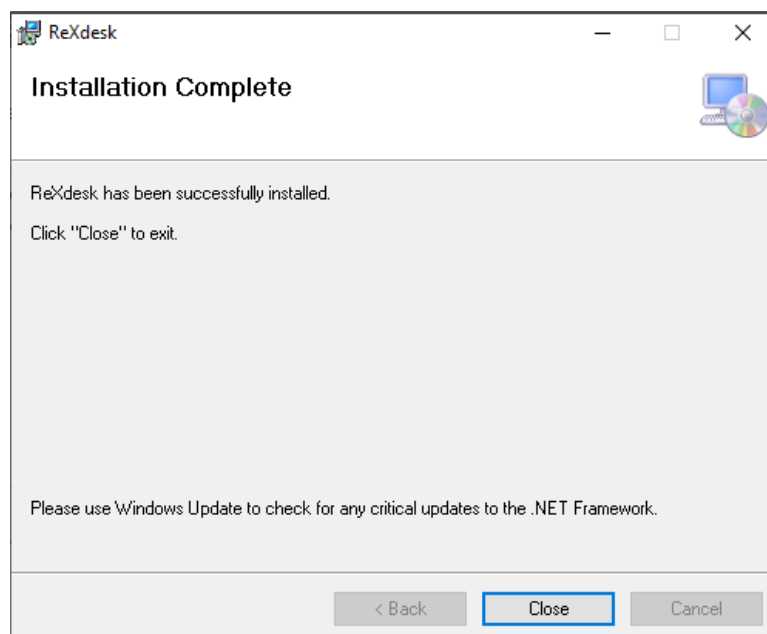 ReXdesk
Installation Complete
ReXdesk has been successfully installed.
Click "Close" to exit.
Please use Windows Update to check for any critical updates to the .NET Framework.
< Back
Close
Cancel